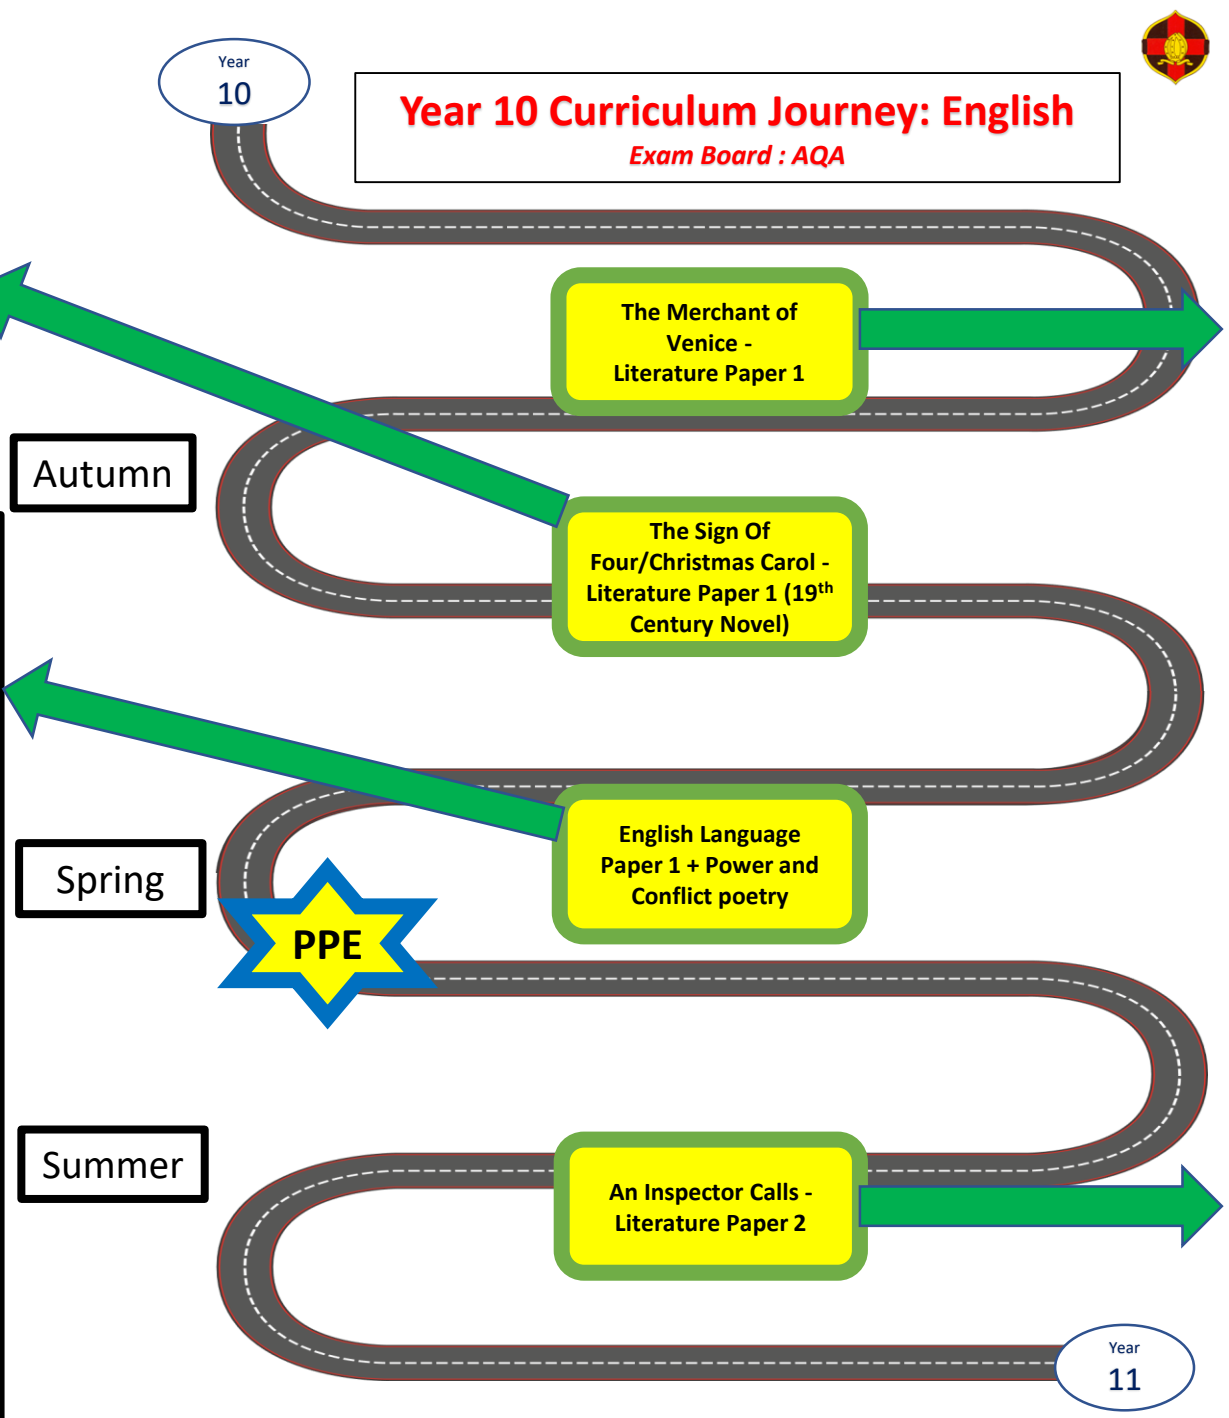 Year
10
Year 10 Curriculum Journey: English
Exam Board : AQA
The Merchant of
Venice -
Literature Paper 1
Autumn
The Sign Of
Four/Christmas Carol -
Literature Paper 1 (19th
Century Novel)
English Language
Paper 1 + Power and
Conflict poetry
Spring
PPE
Summer
An Inspector Calls -
Literature Paper 2
Year
11